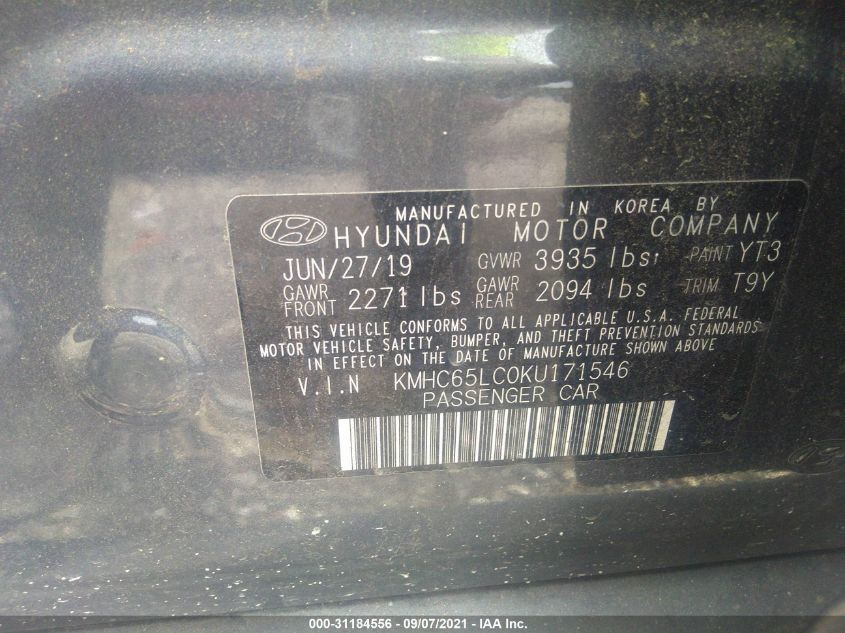 MANUFACTURED IN KOREA BY
HYUNDAI MOTOR COMPANY
JUN/27/19 GVWR 3935 lbs PAINT YT3
GAWR FRONT 2271 lbs GAWR REAR 2094 lbs TRIM T9Y
THIS VEHICLE CONFORMS TO ALL APPLICABLE U.S.A. FEDERAL
MOTOR VEHICLE SAFETY, BUMPER, AND THEFT PREVENTION STANDARDS
IN EFFECT ON THE DATE OF MANUFACTURE SHOWN ABOVE
V.I.N KMHC65LC0KU171546
PASSENGER CAR
000-31184556 - 09/07/2021 - IAA Inc.